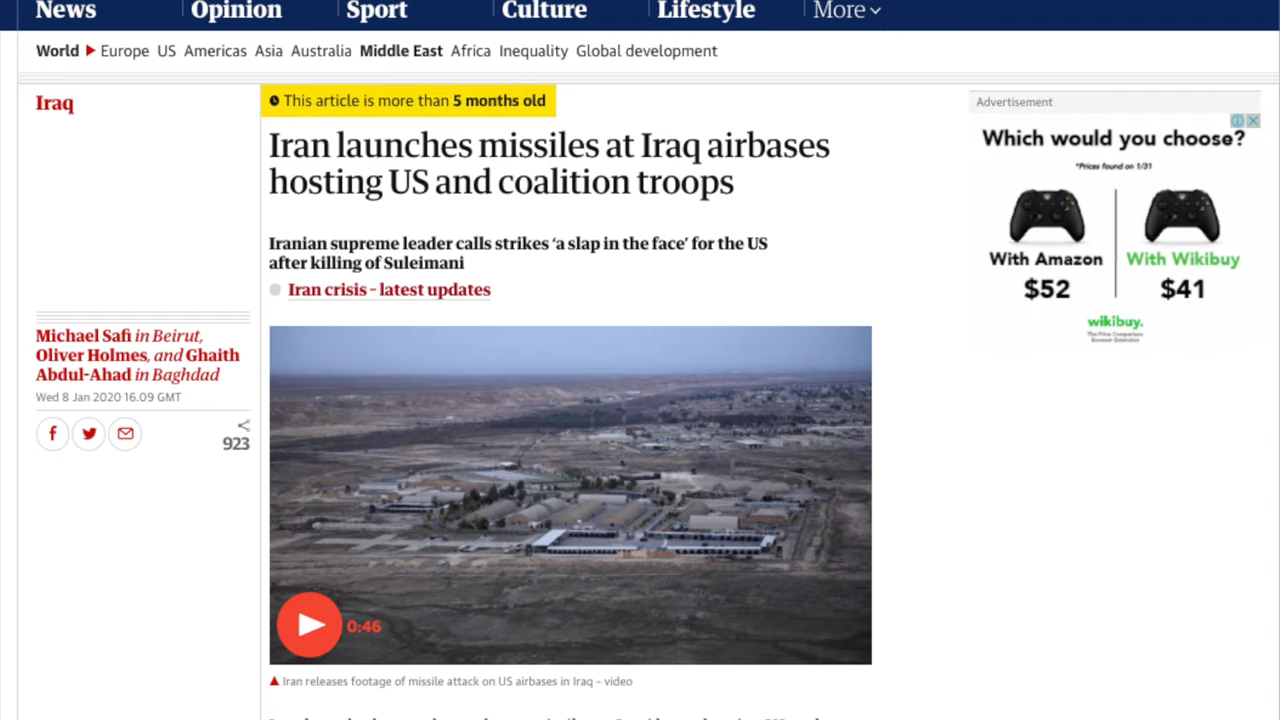 News Opinion Sport Culture Lifestyle More
World Europe US Americas Asia Australia Middle East Africa Inequality Global development
Iraq
This article is more than 5 months old
Iran launches missiles at Iraq airbases
hosting US and coalition troops
Iranian supreme leader calls strikes ‘a slap in the face’ for the US
after killing of Suleimani
Iran crisis – latest updates
Michael Safi in Beirut,
Oliver Holmes, and Ghaith
Abdul-Ahad in Baghdad
Wed 8 Jan 2020 16.09 GMT
923
0:46
Iran releases footage of missile attack on US airbases in Iraq – video
Advertisement
Which would you choose?
*Prices found on 1/31
With Amazon
$52
With Wikibuy
$41
wikibuy.
The Price Comparison
Browser Extension